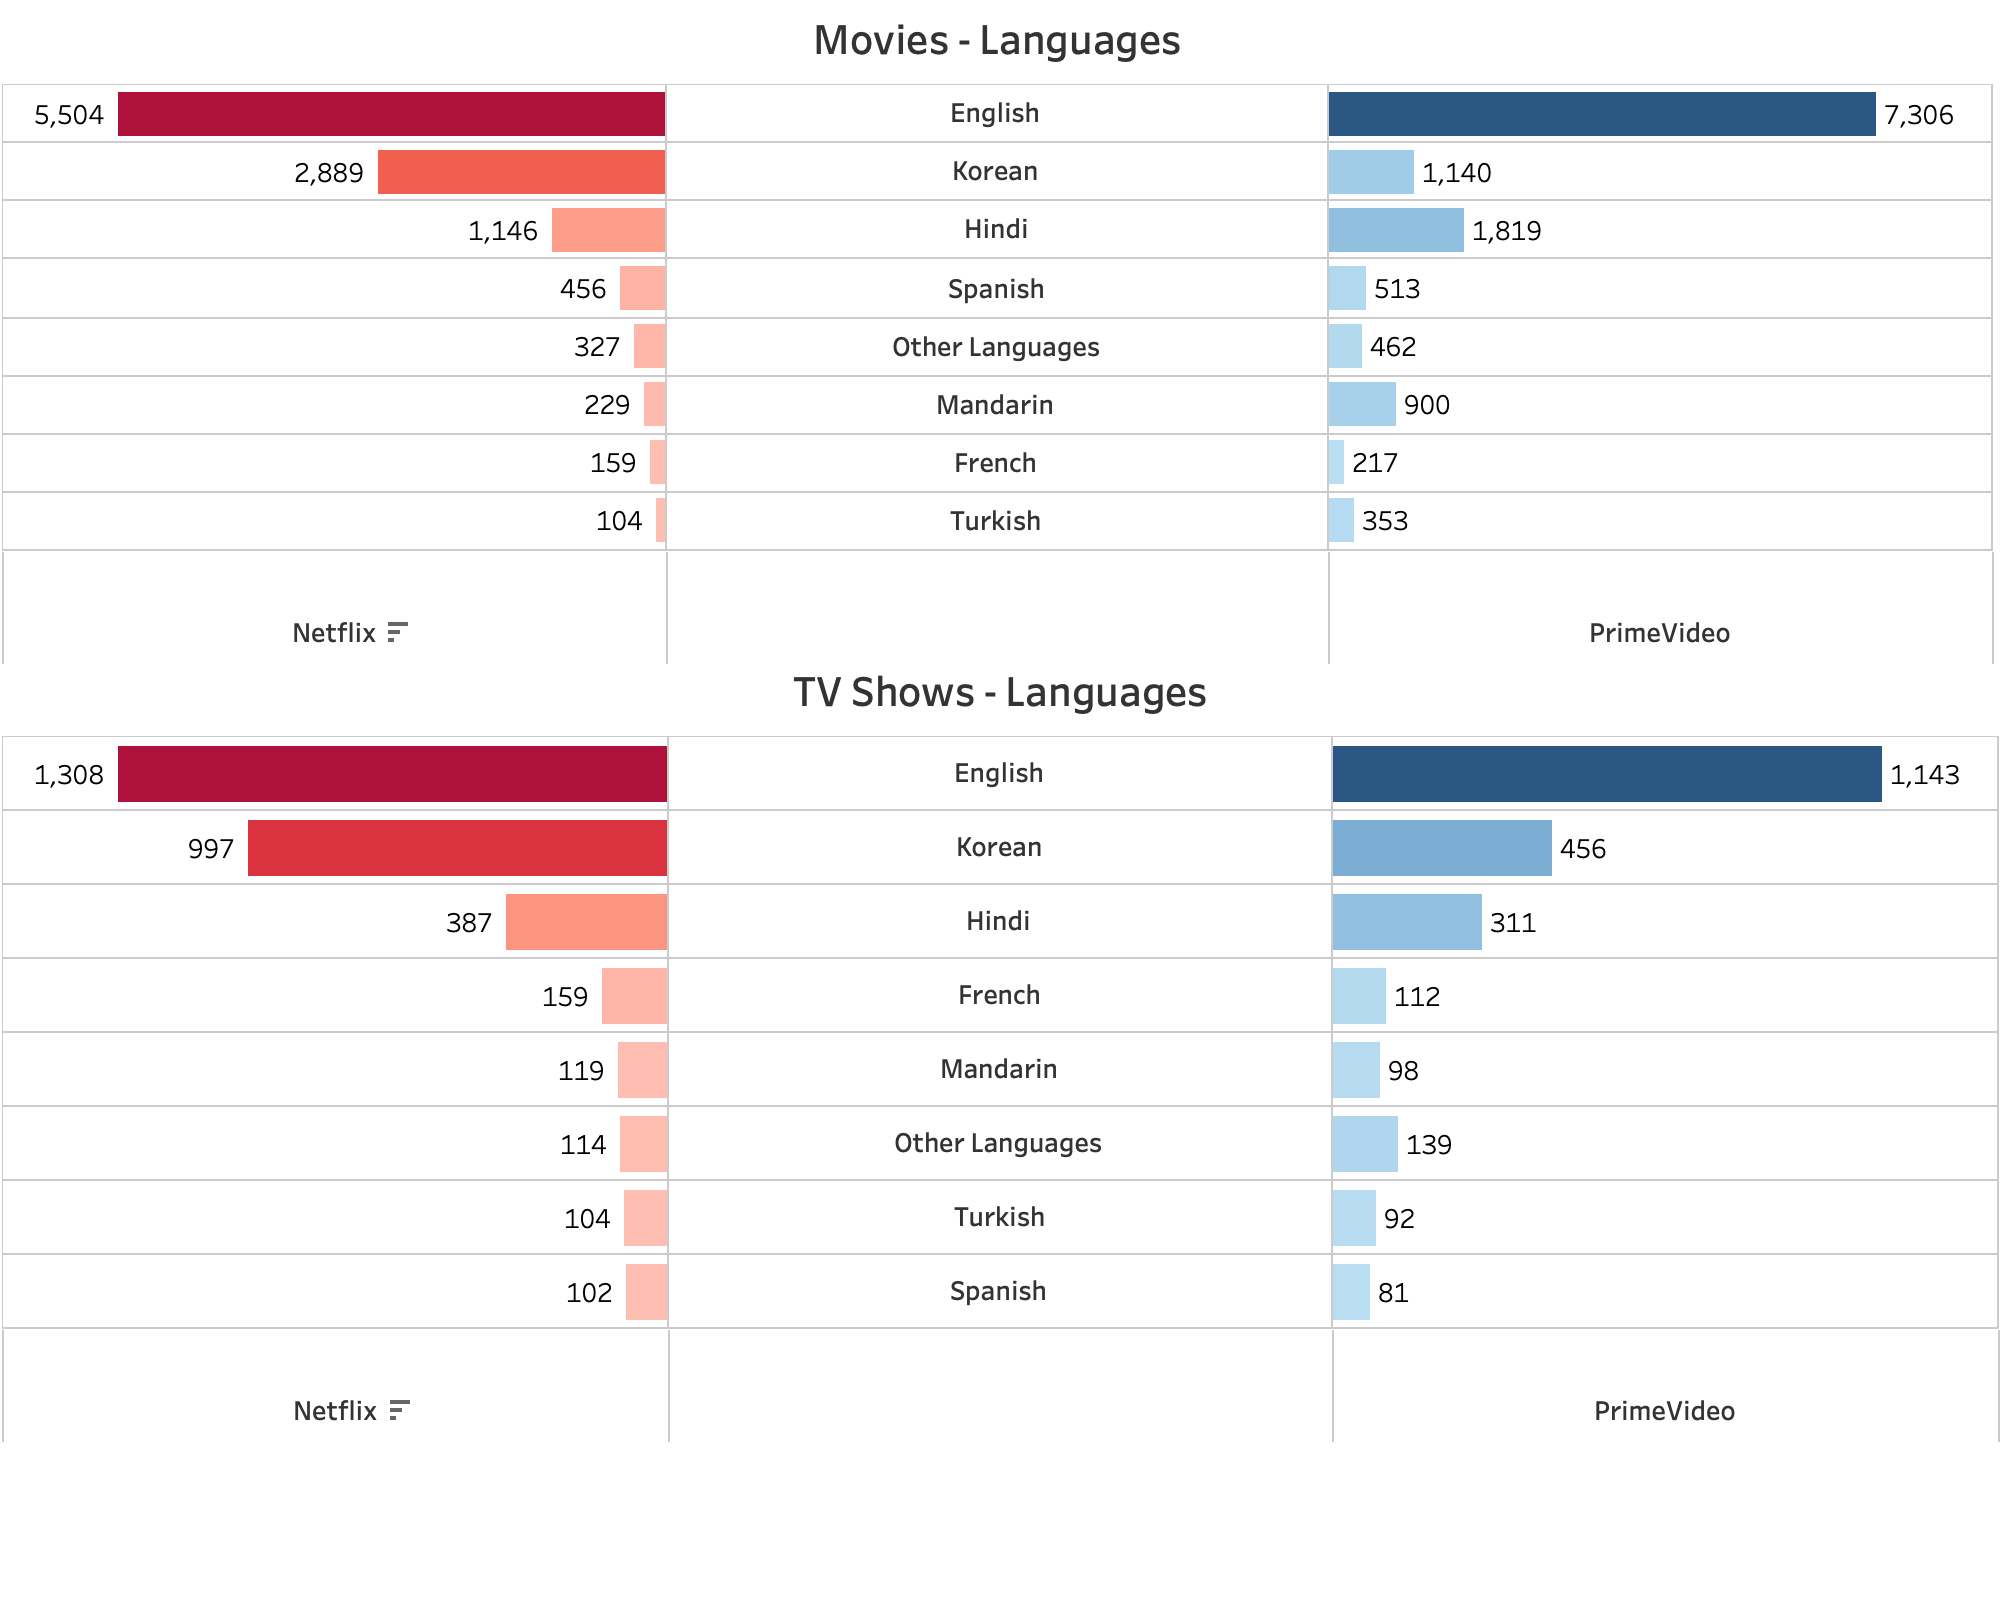 Movies - Languages
5,504 English 7,306
2,889 Korean 1,140
1,146 Hindi 1,819
456 Spanish 513
327 Other Languages 462
229 Mandarin 900
159 French 217
104 Turkish 353
Netflix PrimeVideo
TV Shows - Languages
1,308 English 1,143
997 Korean 456
387 Hindi 311
159 French 112
119 Mandarin 98
114 Other Languages 139
104 Turkish 92
102 Spanish 81
Netflix PrimeVideo